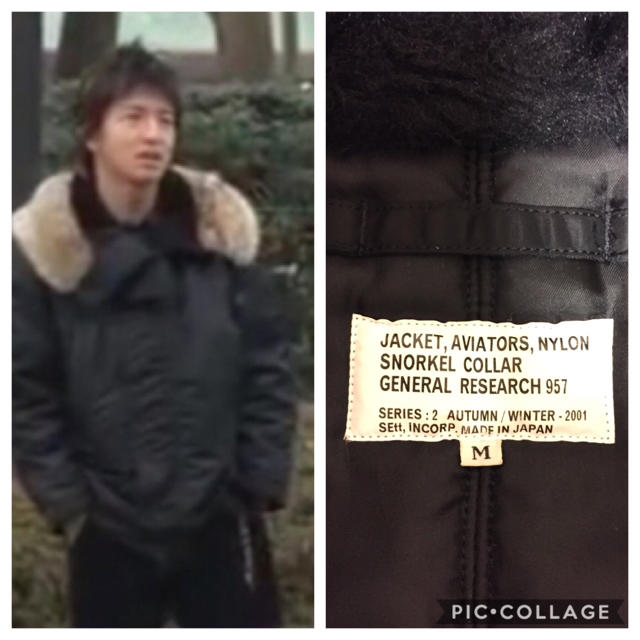 JACKET, AVIATORS, NYLON
SNORKEL COLLAR
GENERAL RESEARCH 957
SERIES : 2 AUTUMN / WINTER - 2001
Sett, INCORP. MADE IN JAPAN
M
PIC•COLLAGE